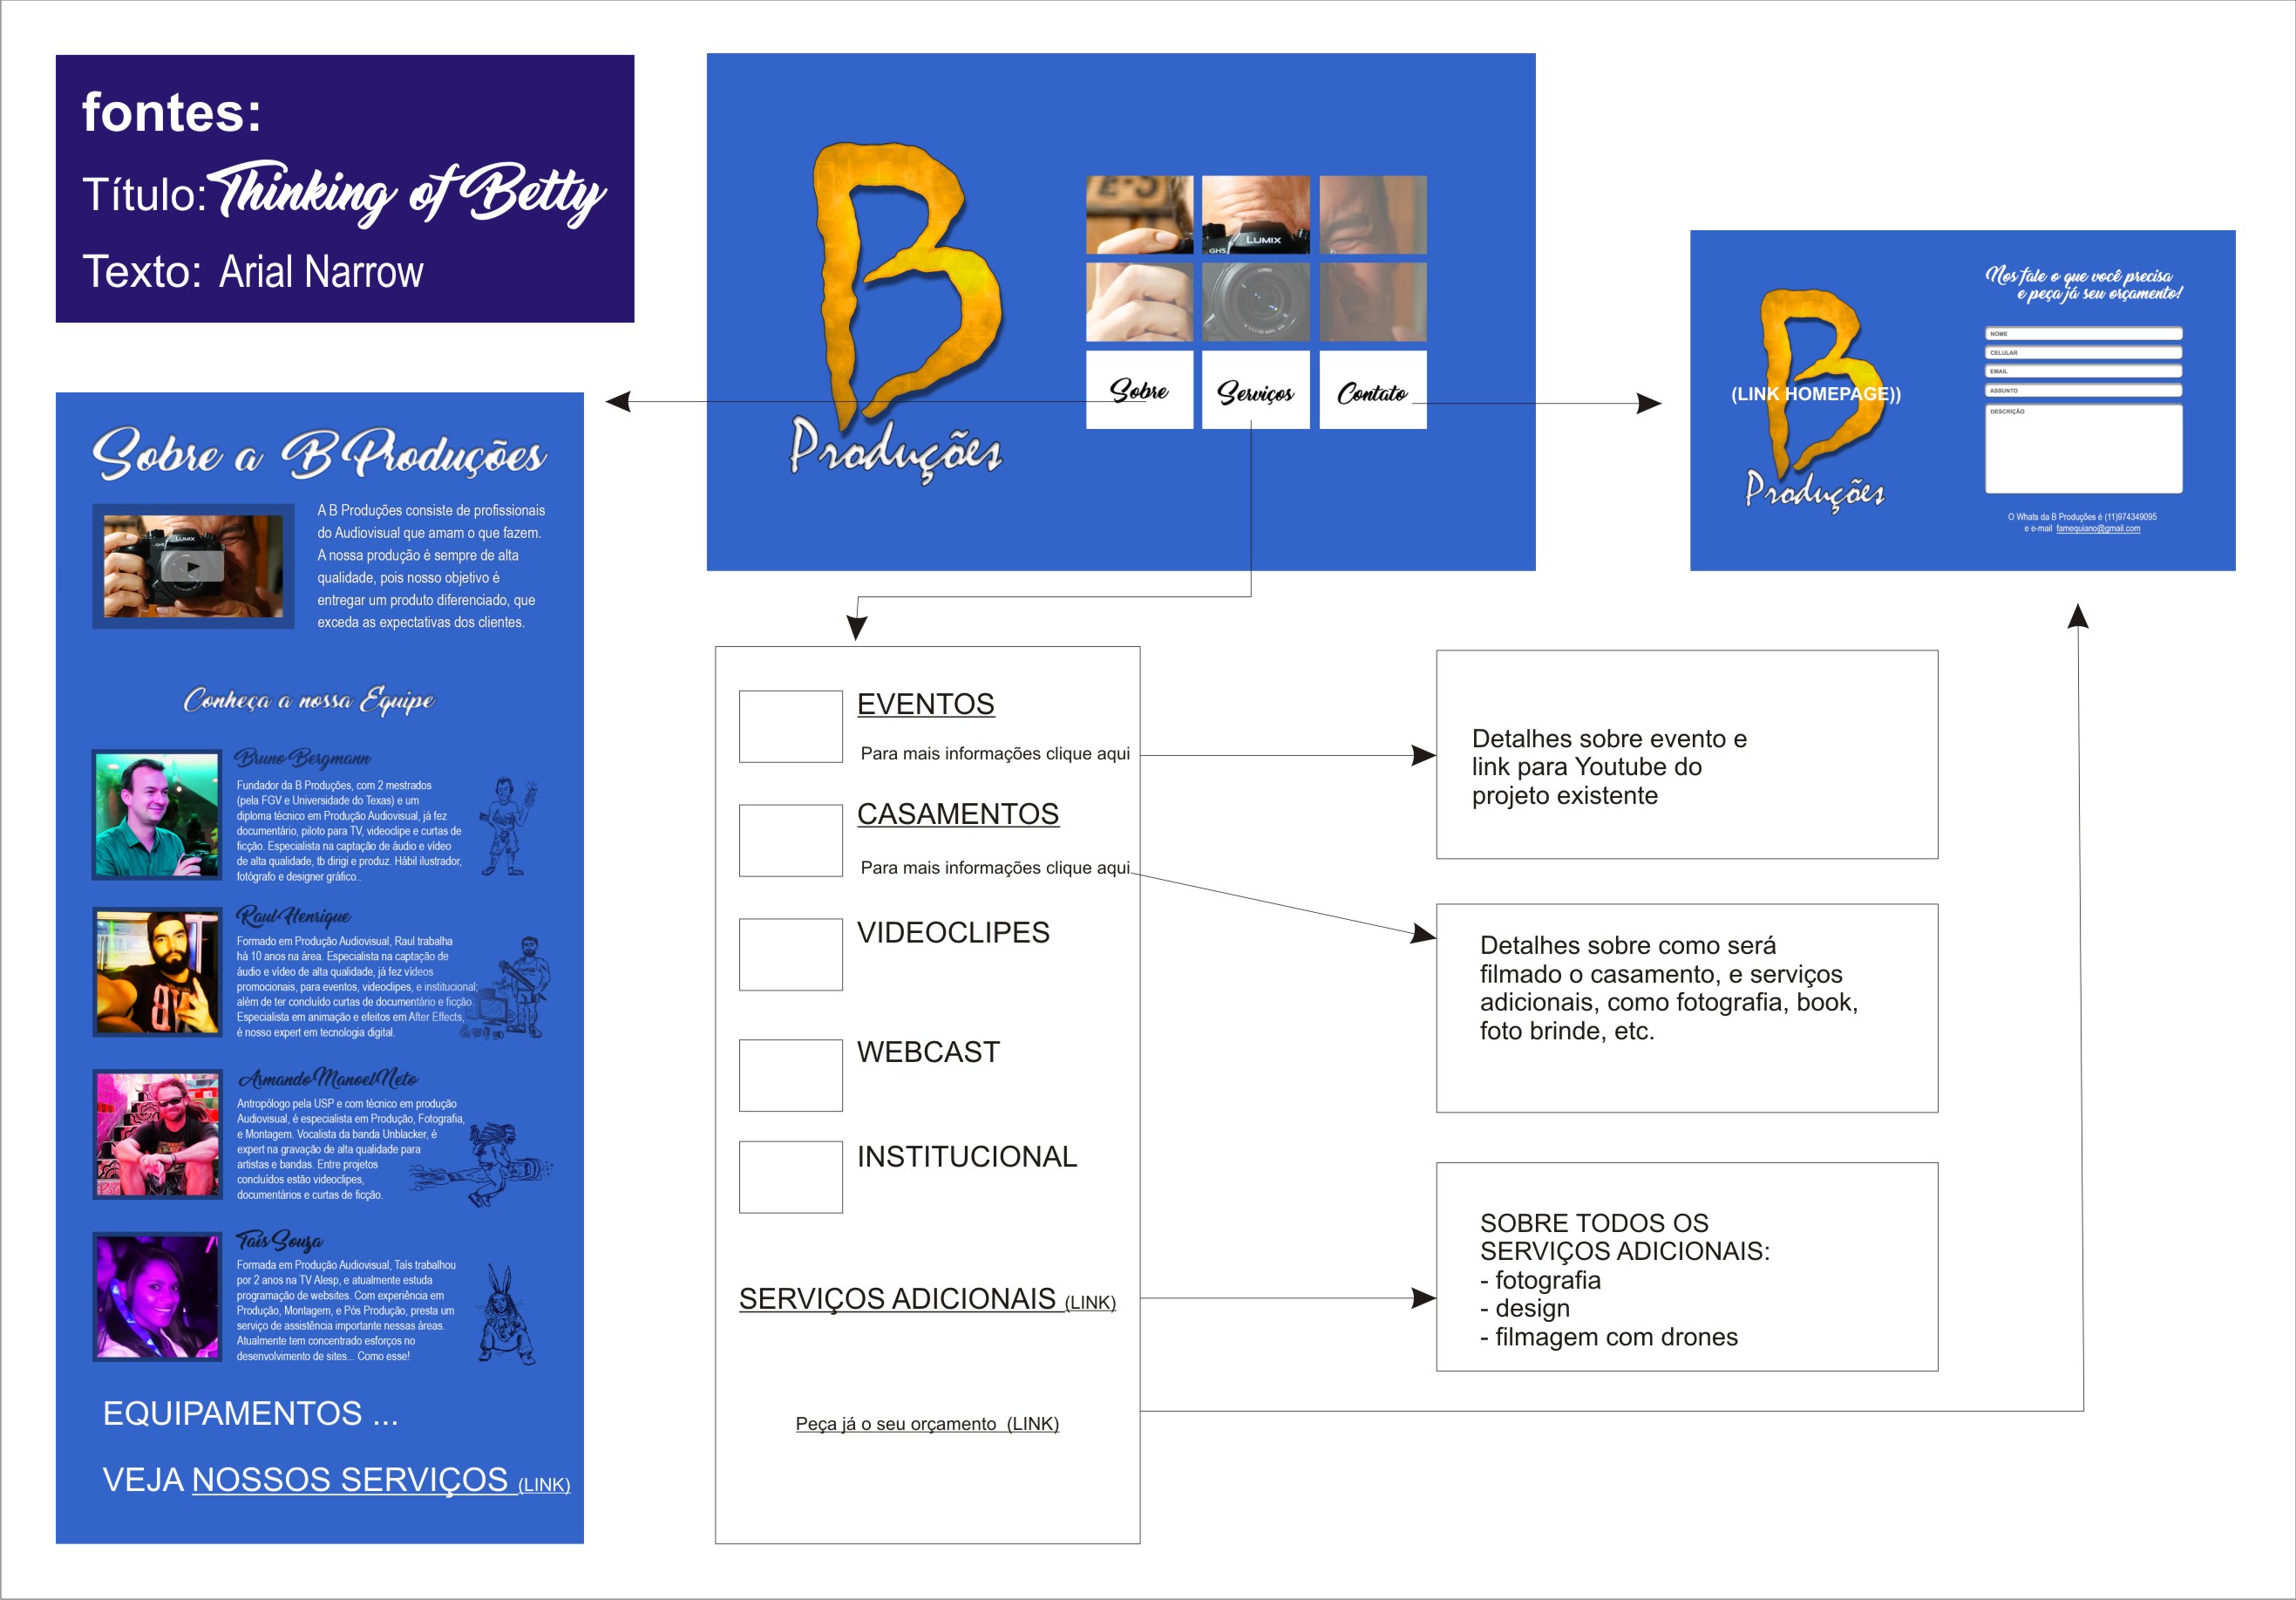 fontes:
Título: Thinking of Betty
Texto: Arial Narrow
B
Produções
E-S
GH5 LUMIX
LUMIX
Sobre
Serviços
Contato
Nos fale o que você precisa
e peça já seu orçamento!
NOME
CELULAR
EMAIL
ASSUNTO
DESCRIÇÃO
(LINK HOMEPAGE))
B
Produções
O Whats da B Produções é (11)974349095
e e-mail famequiano@gmail.com
Sobre a B Produções
GH5 LUMIX
A B Produções consiste de profissionais
do Audiovisual que amam o que fazem.
A nossa produção é sempre de alta
qualidade, pois nosso objetivo é
entregar um produto diferenciado, que
exceda as expectativas dos clientes.
Conheça a nossa Equipe
Bruno Bergmann
Fundador da B Produções, com 2 mestrados
(pela FGV e Universidade do Texas) e um
diploma técnico em Produção Audiovisual, já fez
documentário, piloto para TV, videoclipe e curtas de
ficção. Especialista na captação de áudio e vídeo
de alta qualidade, tb dirigi e produz. Hábil ilustrador,
fotógrafo e designer gráfico..
Raul Henrique
Formado em Produção Audiovisual, Raul trabalha
há 10 anos na área. Especialista na captação de
áudio e vídeo de alta qualidade, já fez vídeos
promocionais, para eventos, videoclipes, e institucional;
além de ter concluído curtas de documentário e ficção.
Especialista em animação e efeitos em After Effects,
é nosso expert em tecnologia digital.
Armando Manoel Neto
Antropólogo pela USP e com técnico em produção
Audiovisual, é especialista em Produção, Fotografia,
e Montagem. Vocalista da banda Unblacker, é
expert na gravação de alta qualidade para
artistas e bandas. Entre projetos
concluídos estão videoclipes,
documentários e curtas de ficção.
Taís Souza
Formada em Produção Audiovisual, Taís trabalhou
por 2 anos na TV Alesp, e atualmente estuda
programação de websites. Com experiência em
Produção, Montagem, e Pós Produção, presta um
serviço de assistência importante nessas áreas.
Atualmente tem concentrado esforços no
desenvolvimento de sites... Como esse!
EQUIPAMENTOS ...
VEJA NOSSOS SERVIÇOS (LINK)
EVENTOS
Para mais informações clique aqui
CASAMENTOS
Para mais informações clique aqui
VIDEOCLIPES
WEBCAST
INSTITUCIONAL
SERVIÇOS ADICIONAIS (LINK)
Peça já o seu orçamento (LINK)
Detalhes sobre evento e
link para Youtube do
projeto existente
Detalhes sobre como será
filmado o casamento, e serviços
adicionais, como fotografia, book,
foto brinde, etc.
SOBRE TODOS OS
SERVIÇOS ADICIONAIS:
- fotografia
- design
- filmagem com drones